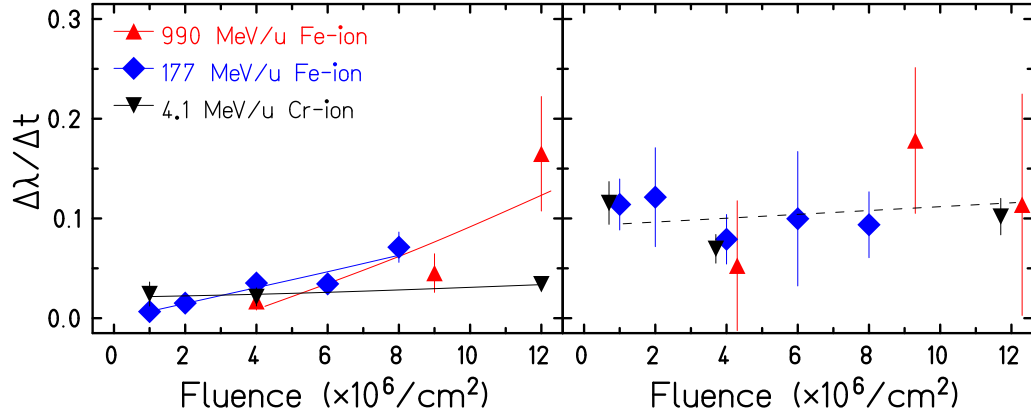 0.3
0.2
0.1
0.0
Δλ/Δt
990 MeV/u Fe-ion
177 MeV/u Fe-ion
4.1 MeV/u Cr-ion
0 2 4 6 8 10 12
Fluence (×10⁶/cm²)
0 2 4 6 8 10 12
Fluence (×10⁶/cm²)